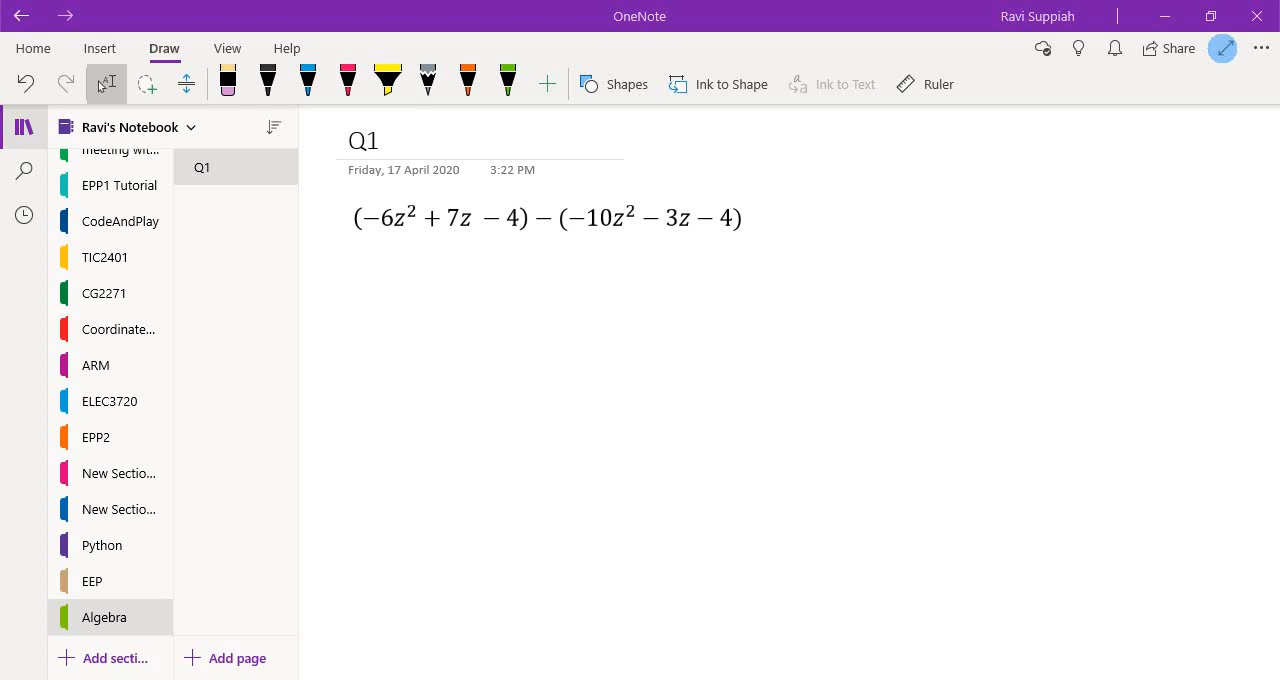 OneNote
Ravi Suppiah
Home Insert Draw View Help
Share
Shapes
Ink to Shape
Ink to Text
Ruler
Ravi's Notebook
meeting wit...
EPP1 Tutorial
CodeAndPlay
TIC2401
CG2271
Coordinate...
ARM
ELEC3720
EPP2
New Sectio...
New Sectio...
Python
EEP
Algebra
Add secti...
Q1
Add page
Q1
Friday, 17 April 2020 3:22 PM
(−6z² + 7z − 4) − (−10z² − 3z − 4)